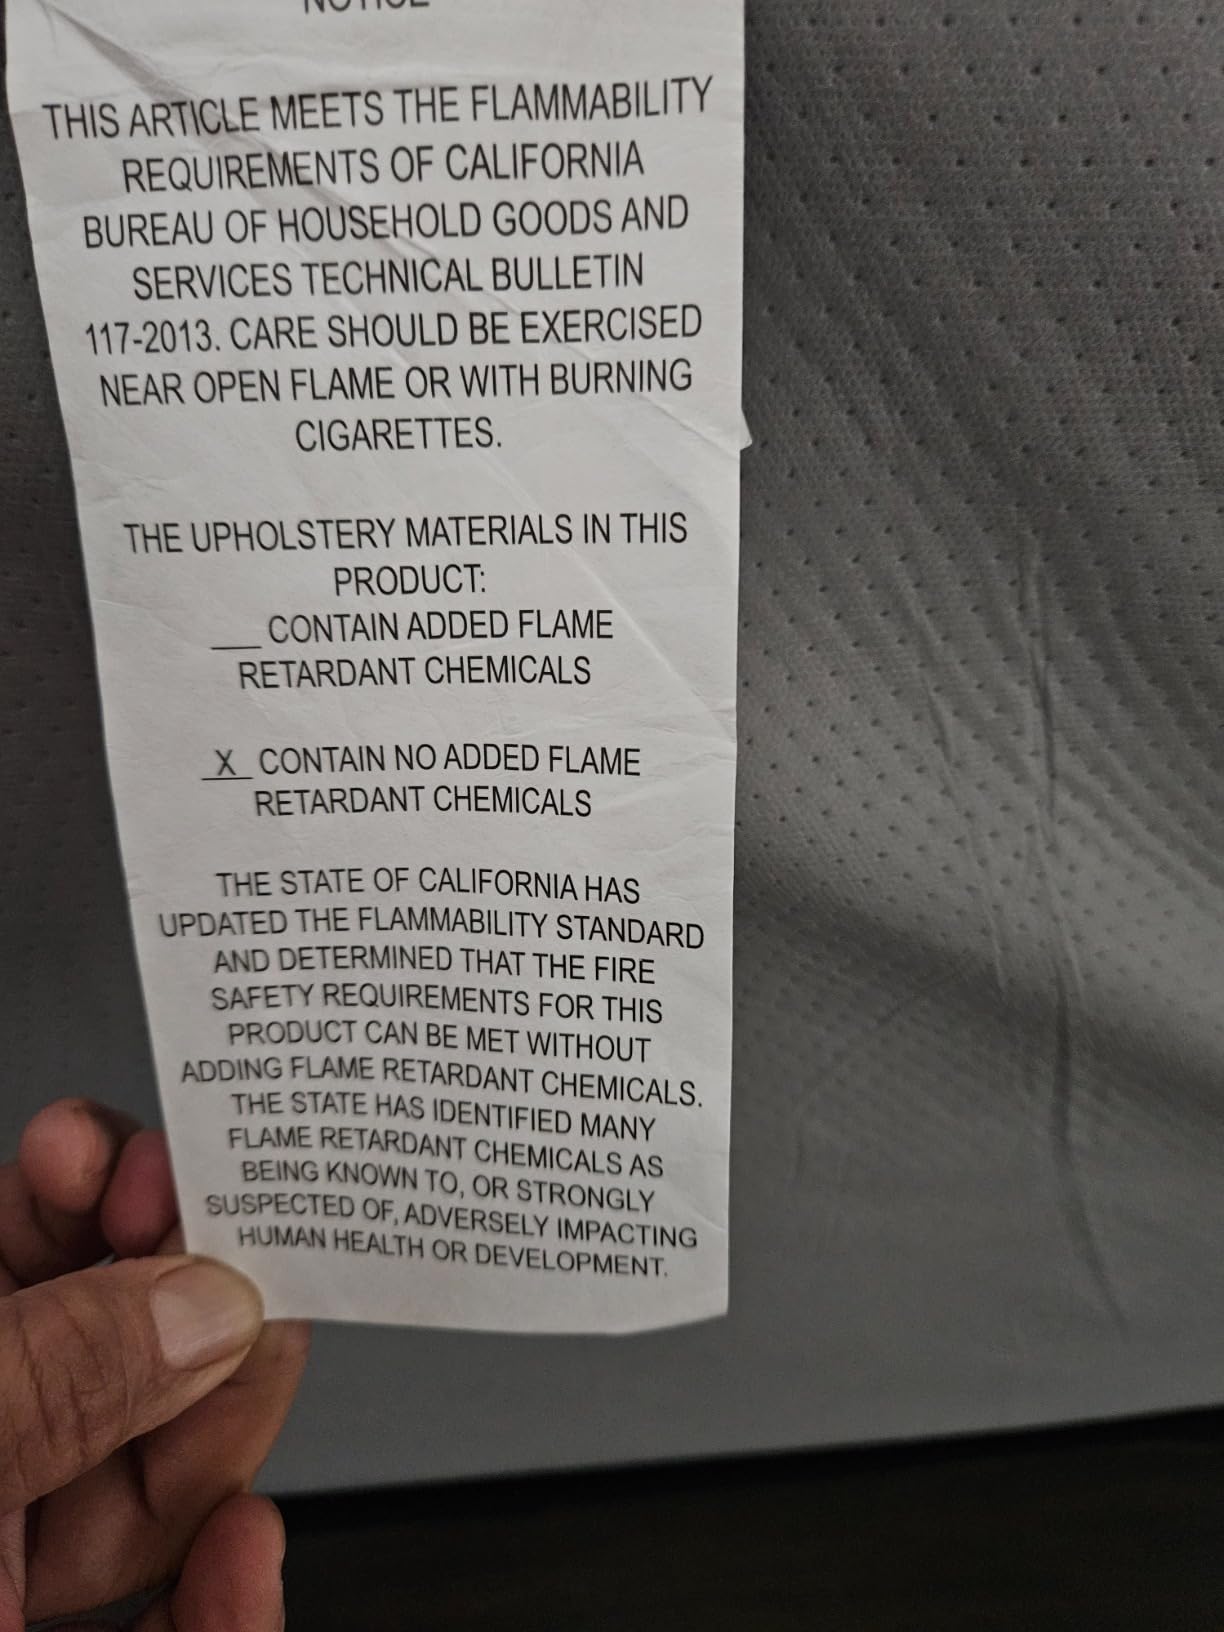 NOTICE
THIS ARTICLE MEETS THE FLAMMABILITY
REQUIREMENTS OF CALIFORNIA
BUREAU OF HOUSEHOLD GOODS AND
SERVICES TECHNICAL BULLETIN
117-2013. CARE SHOULD BE EXERCISED
NEAR OPEN FLAME OR WITH BURNING
CIGARETTES.
THE UPHOLSTERY MATERIALS IN THIS
PRODUCT:
___ CONTAIN ADDED FLAME
RETARDANT CHEMICALS
_X_ CONTAIN NO ADDED FLAME
RETARDANT CHEMICALS
THE STATE OF CALIFORNIA HAS
UPDATED THE FLAMMABILITY STANDARD
AND DETERMINED THAT THE FIRE
SAFETY REQUIREMENTS FOR THIS
PRODUCT CAN BE MET WITHOUT
ADDING FLAME RETARDANT CHEMICALS.
THE STATE HAS IDENTIFIED MANY
FLAME RETARDANT CHEMICALS AS
BEING KNOWN TO, OR STRONGLY
SUSPECTED OF, ADVERSELY IMPACTING
HUMAN HEALTH OR DEVELOPMENT.